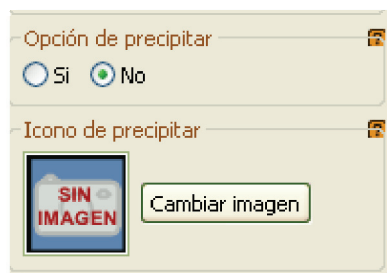 Opción de precipitar
Si No
Icono de precipitar
SIN
IMAGEN
Cambiar imagen